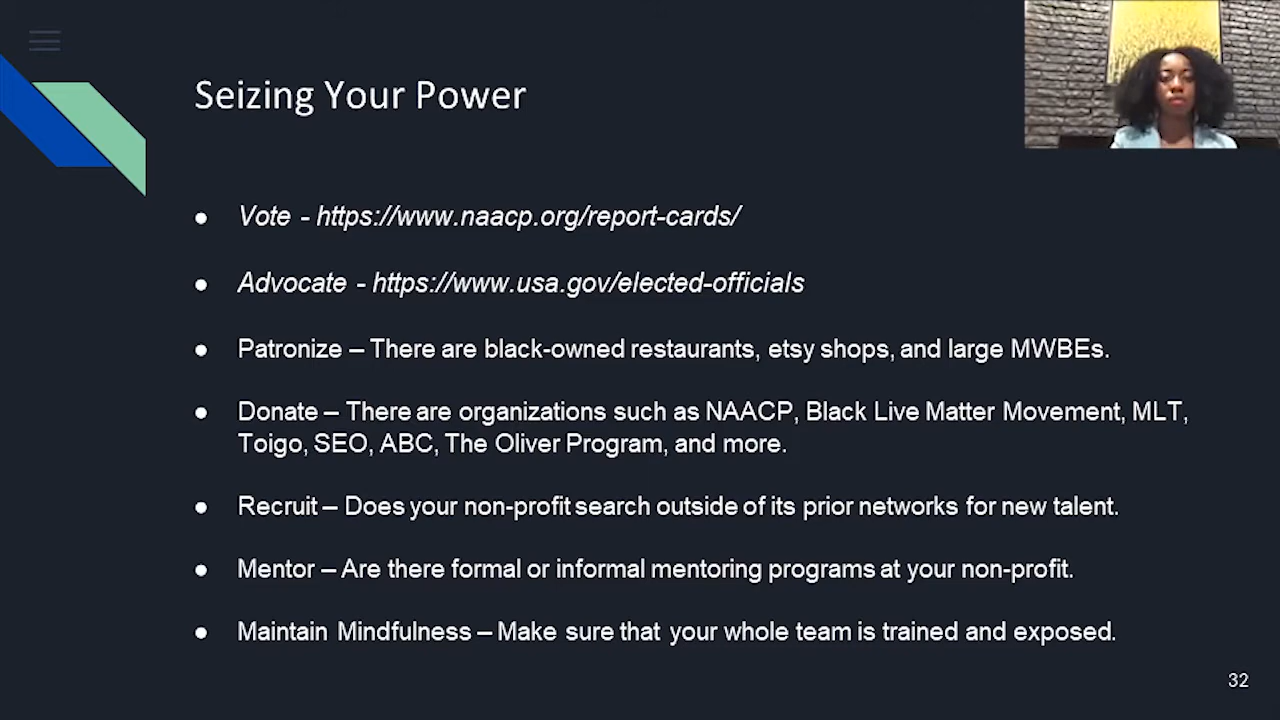 Seizing Your Power
● Vote - https://www.naacp.org/report-cards/
● Advocate - https://www.usa.gov/elected-officials
● Patronize – There are black-owned restaurants, etsy shops, and large MWBEs.
● Donate – There are organizations such as NAACP, Black Live Matter Movement, MLT,
Toigo, SEO, ABC, The Oliver Program, and more.
● Recruit – Does your non-profit search outside of its prior networks for new talent.
● Mentor – Are there formal or informal mentoring programs at your non-profit.
● Maintain Mindfulness – Make sure that your whole team is trained and exposed.
32